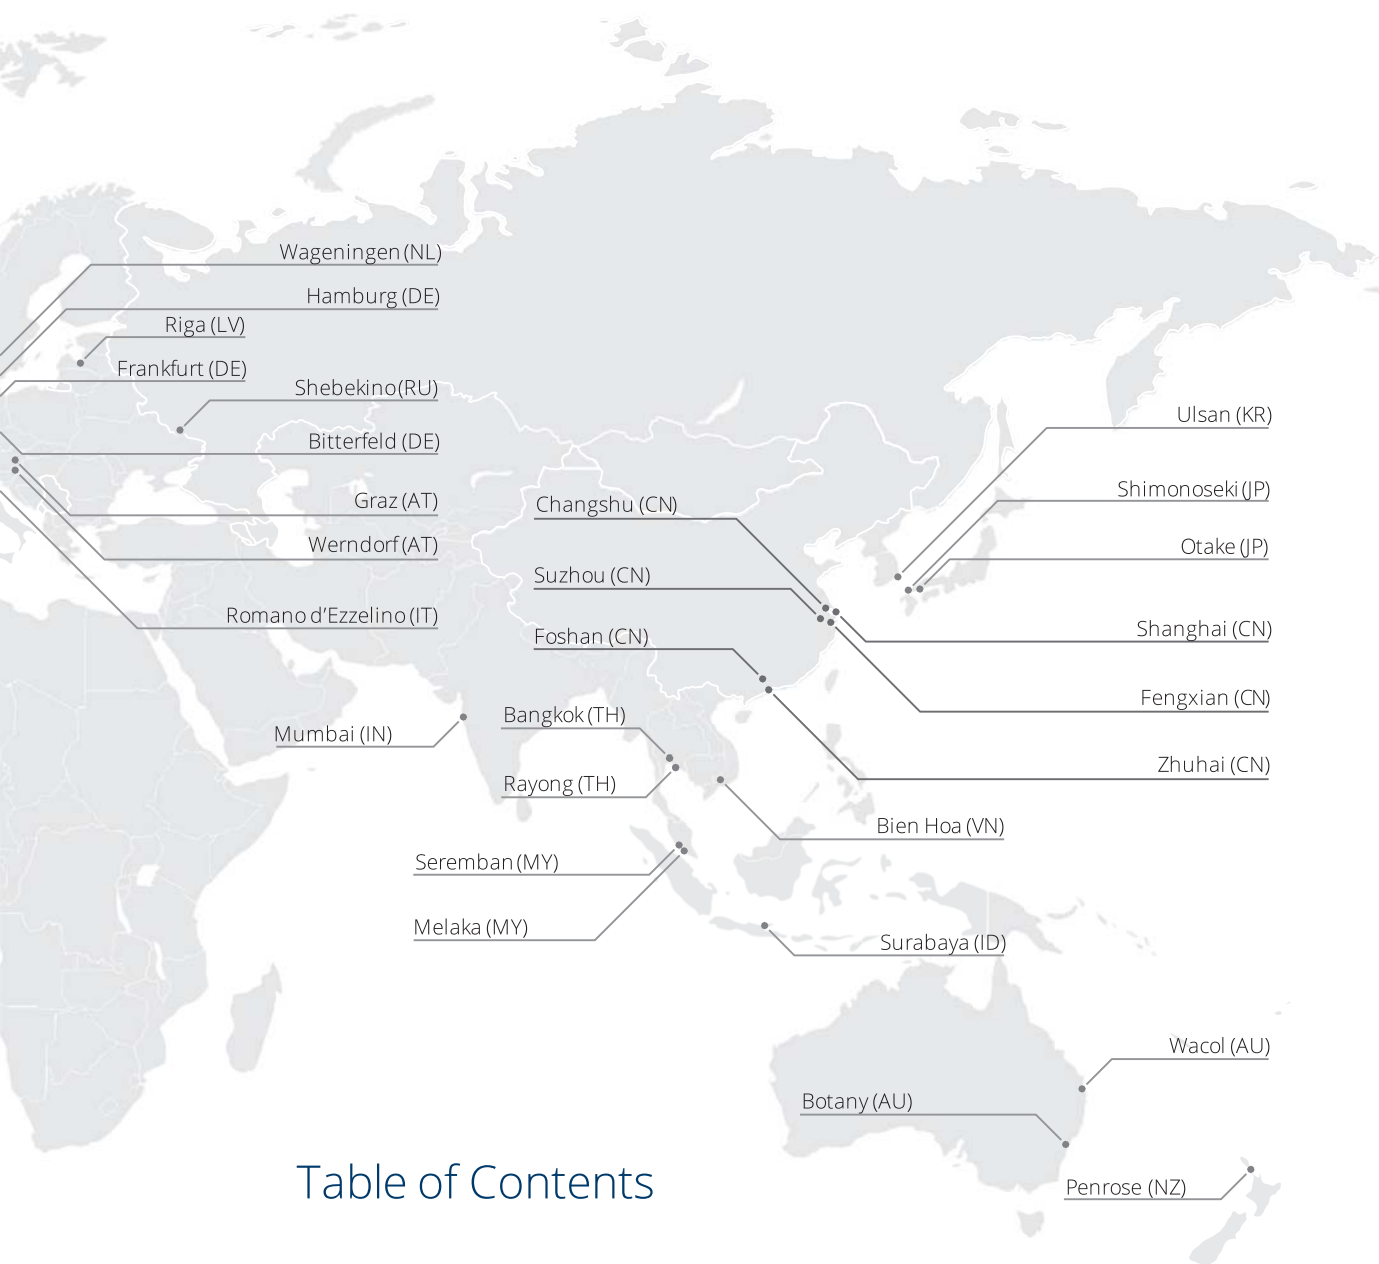 Wageningen (NL)
Hamburg (DE)
Riga (LV)
Frankfurt (DE)
Shebekino (RU)
Bitterfeld (DE)
Graz (AT)
Werndorf (AT)
Romano d’Ezzelino (IT)
Mumbai (IN)
Changshu (CN)
Suzhou (CN)
Foshan (CN)
Bangkok (TH)
Rayong (TH)
Seremban (MY)
Melaka (MY)
Ulsan (KR)
Shimonoseki (JP)
Otake (JP)
Shanghai (CN)
Fengxian (CN)
Zhuhai (CN)
Bien Hoa (VN)
Surabaya (ID)
Wacol (AU)
Botany (AU)
Penrose (NZ)
Table of Contents